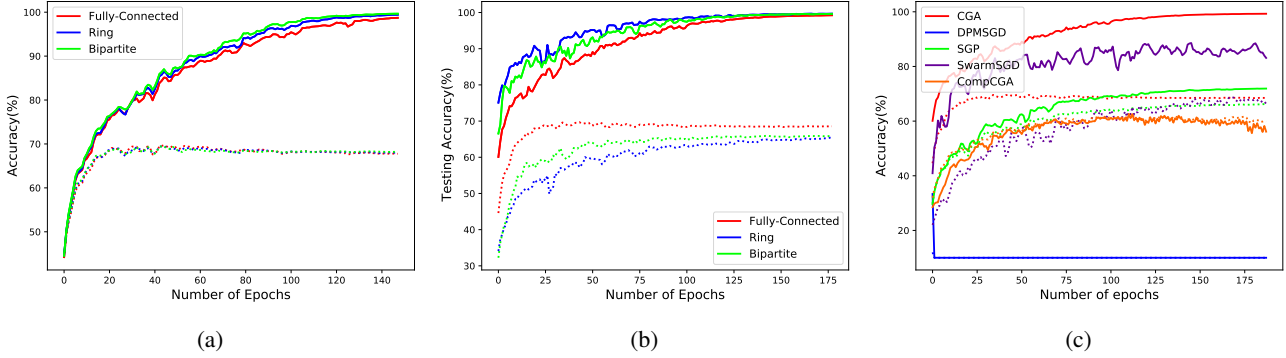 Fully-Connected
Ring
Bipartite
100
90
80
70
60
50
Accuracy(%)
0 20 40 60 80 100 120 140
Number of Epochs
(a)
100
90
80
70
60
50
40
30
Testing Accuracy(%)
Fully-Connected
Ring
Bipartite
0 25 50 75 100 125 150 175
Number of Epochs
(b)
CGA
DPMSGD
SGP
SwarmSGD
CompCGA
100
80
60
40
20
Accuracy(%)
0 25 50 75 100 125 150 175
Number of epochs
(c)